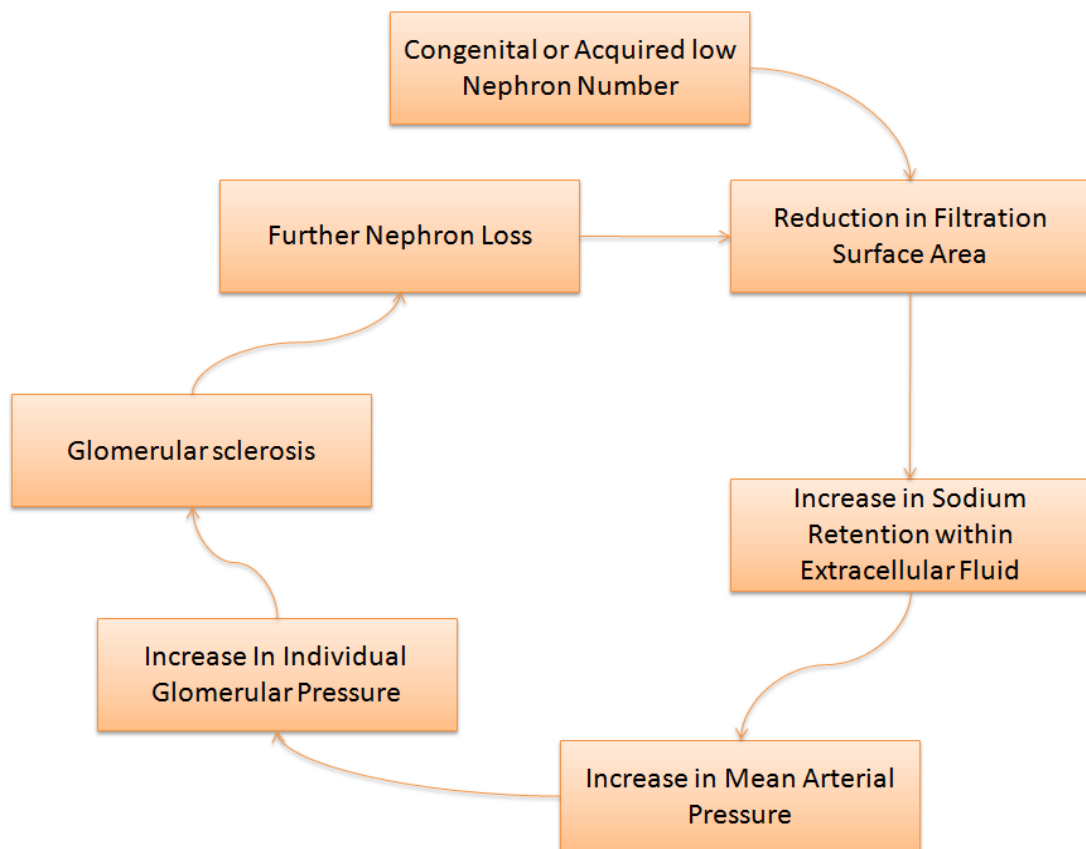 Congenital or Acquired low
Nephron Number
Reduction in Filtration
Surface Area
Increase in Sodium
Retention within
Extracellular Fluid
Increase in Mean Arterial
Pressure
Increase In Individual
Glomerular Pressure
Glomerular sclerosis
Further Nephron Loss